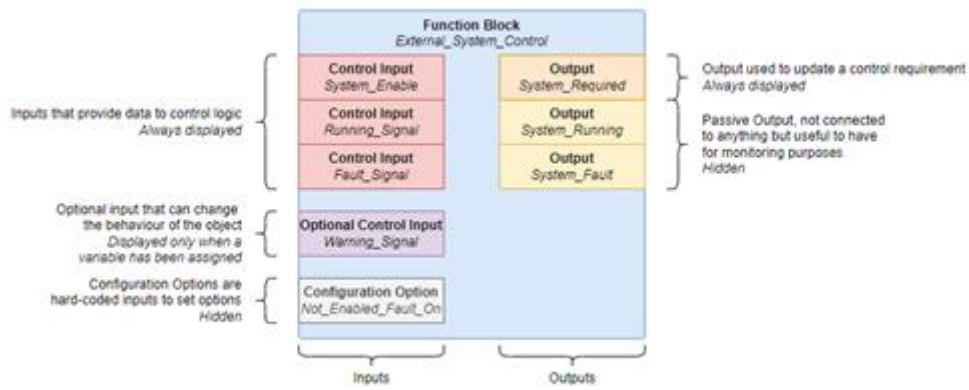 Function Block
External_System_Control
Inputs that provide data to control logic
Always displayed
Control Input
System_Enable
Control Input
Running_Signal
Control Input
Fault_Signal
Output
System_Required
Output
System_Running
Output
System_Fault
Output used to update a control requirement
Always displayed
Passive Output, not connected
to anything but useful to have
for monitoring purposes
Hidden
Optional input that can change
the behaviour of the object
Displayed only when a
variable has been assigned
Optional Control Input
Warning_Signal
Configuration Options are
hard-coded inputs to set options
Hidden
Configuration Option
Not_Enabled_Fault_On
Inputs
Outputs